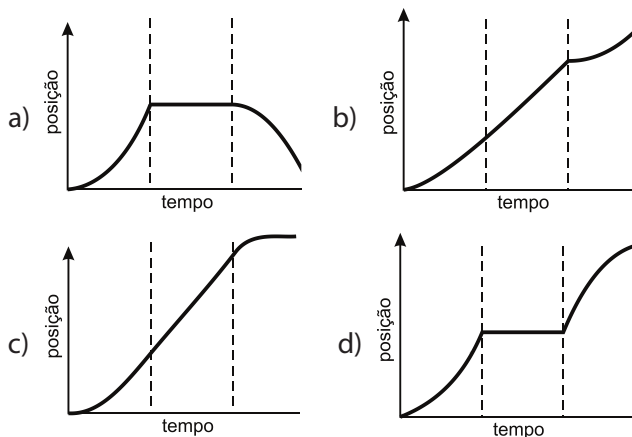 a)
posição
tempo
b)
posição
tempo
c)
posição
tempo
d)
posição
tempo